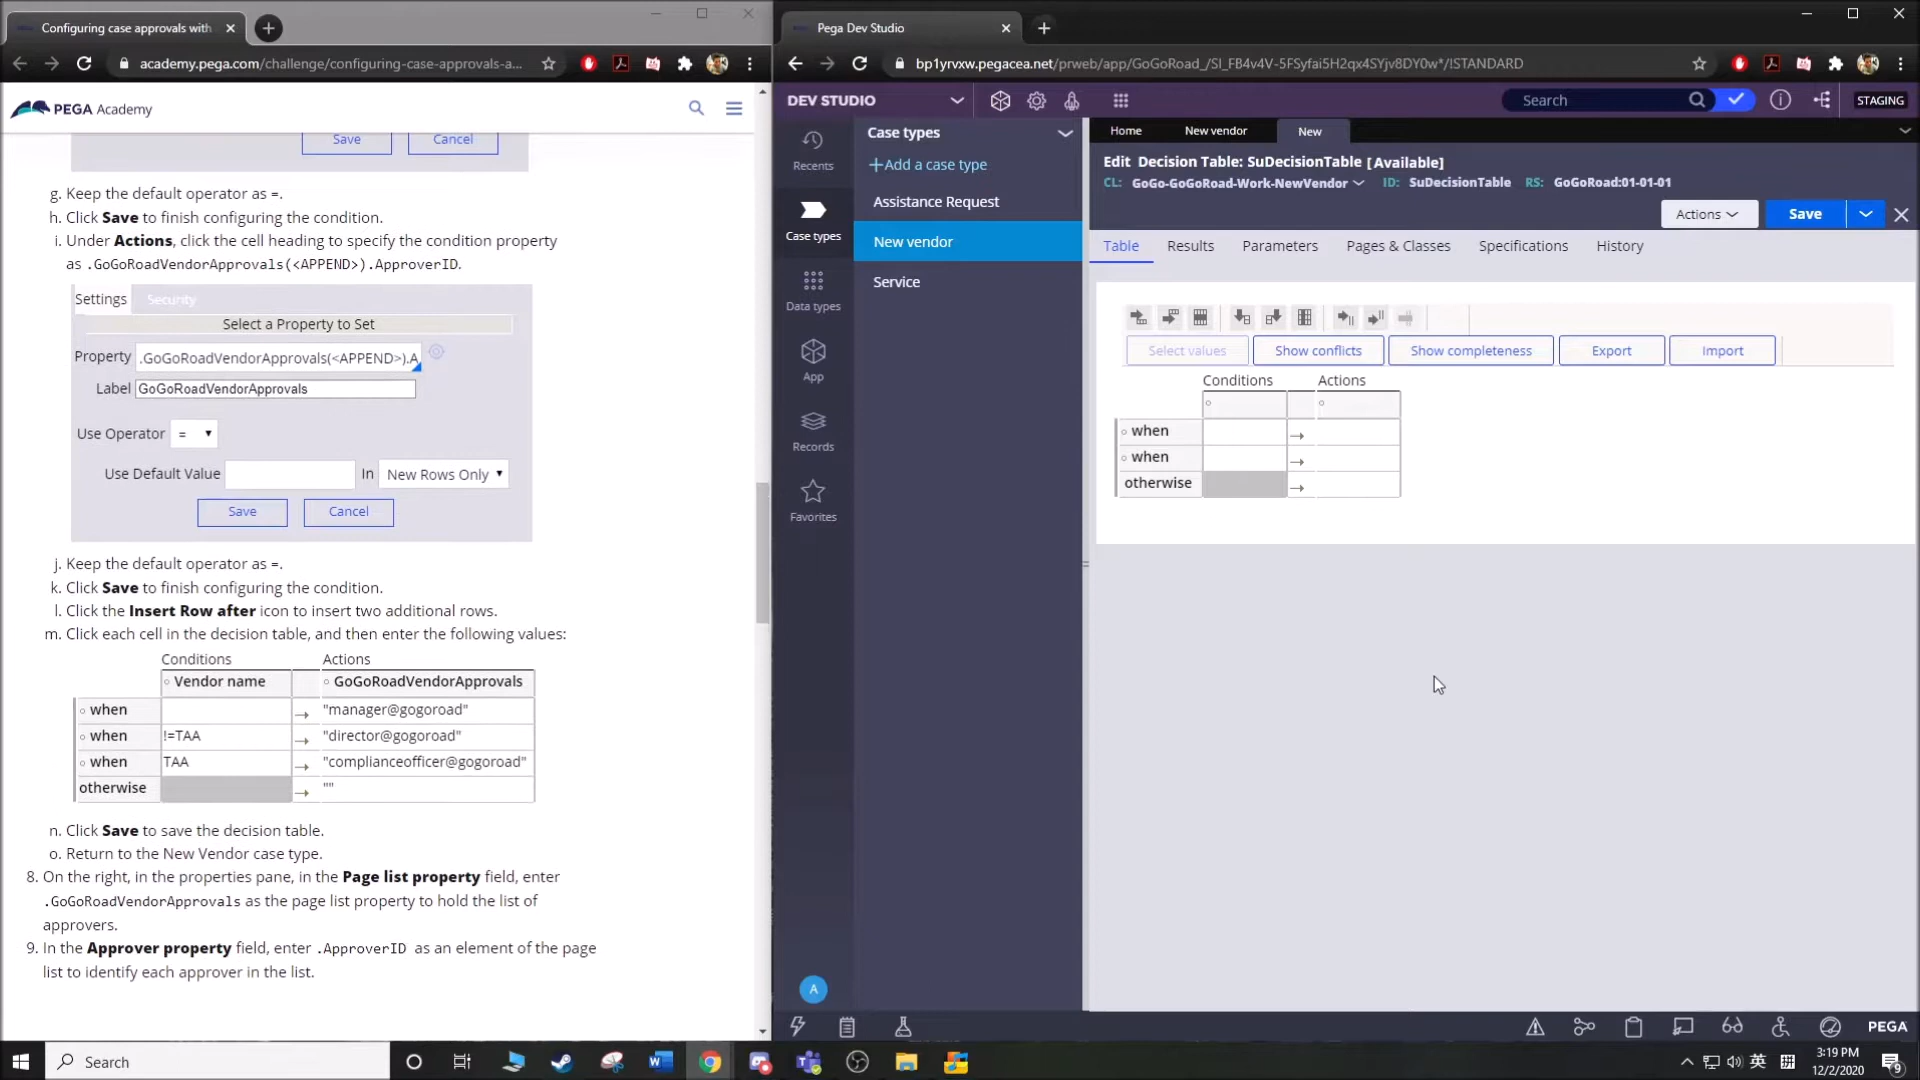 Configuring case approvals with
academy.pega.com/challenge/configuring-case-approvals-a...
PEGA Academy
Save
Cancel
g. Keep the default operator as =.
h. Click Save to finish configuring the condition.
i. Under Actions, click the cell heading to specify the condition property
as .GoGoRoadVendorApprovals(<APPEND>).ApproverID.
Settings
Security
Select a Property to Set
Property .GoGoRoadVendorApprovals(<APPEND>).A
Label GoGoRoadVendorApprovals
Use Operator =
Use Default Value In New Rows Only
Save
Cancel
j. Keep the default operator as =.
k. Click Save to finish configuring the condition.
l. Click the Insert Row after icon to insert two additional rows.
m. Click each cell in the decision table, and then enter the following values:
Conditions
Actions
Vendor name
GoGoRoadVendorApprovals
when "manager@gogoroad"
when !=TAA "director@gogoroad"
when TAA "complianceofficer@gogoroad"
otherwise ""
n. Click Save to save the decision table.
o. Return to the New Vendor case type.
8. On the right, in the properties pane, in the Page list property field, enter
.GoGoRoadVendorApprovals as the page list property to hold the list of
approvers.
9. In the Approver property field, enter .ApproverID as an element of the page
list to identify each approver in the list.
Pega Dev Studio
bp1yrvxw.pegacea.net/prweb/app/GoGoRoad_/SI_FB4v4V-5FSyfai5H2qx4SYjv8DY0w*/!STANDARD
DEV STUDIO
Search
STAGING
Recents
Case types
Data types
App
Records
Favorites
A
Case types
+Add a case type
Assistance Request
New vendor
Service
Home
New vendor
New
Edit Decision Table: SuDecisionTable [Available]
CL: GoGo-GoGoRoad-Work-NewVendor ID: SuDecisionTable RS: GoGoRoad:01-01-01
Actions
Save
Table
Results
Parameters
Pages & Classes
Specifications
History
Select values
Show conflicts
Show completeness
Export
Import
Conditions
Actions
when
when
otherwise
PEGA
Search
英
拼
3:19 PM
12/2/2020
9